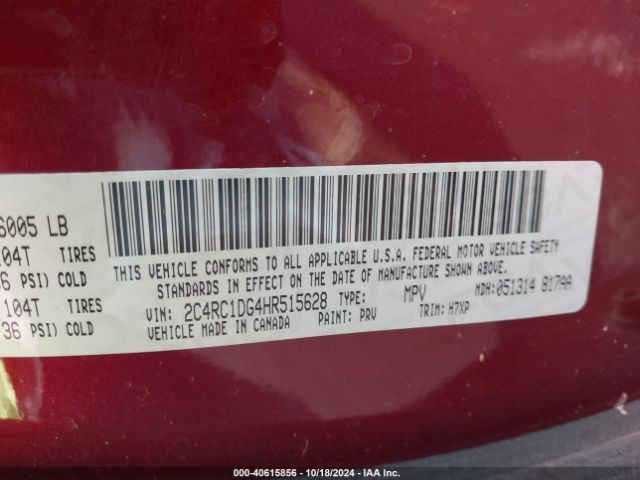 6005 LB
104T TIRES
36 PSI) COLD
104T TIRES
36 PSI) COLD
THIS VEHICLE CONFORMS TO ALL APPLICABLE U.S.A. FEDERAL MOTOR VEHICLE SAFETY
STANDARDS IN EFFECT ON THE DATE OF MANUFACTURE SHOWN ABOVE.
VIN: 2C4RC1DG4HR515628 TYPE: MPV MDH: 051314 817AA
VEHICLE MADE IN CANADA PAINT: PRV TRIM: H7XP
000-40615856 - 10/18/2024 - IAA Inc.